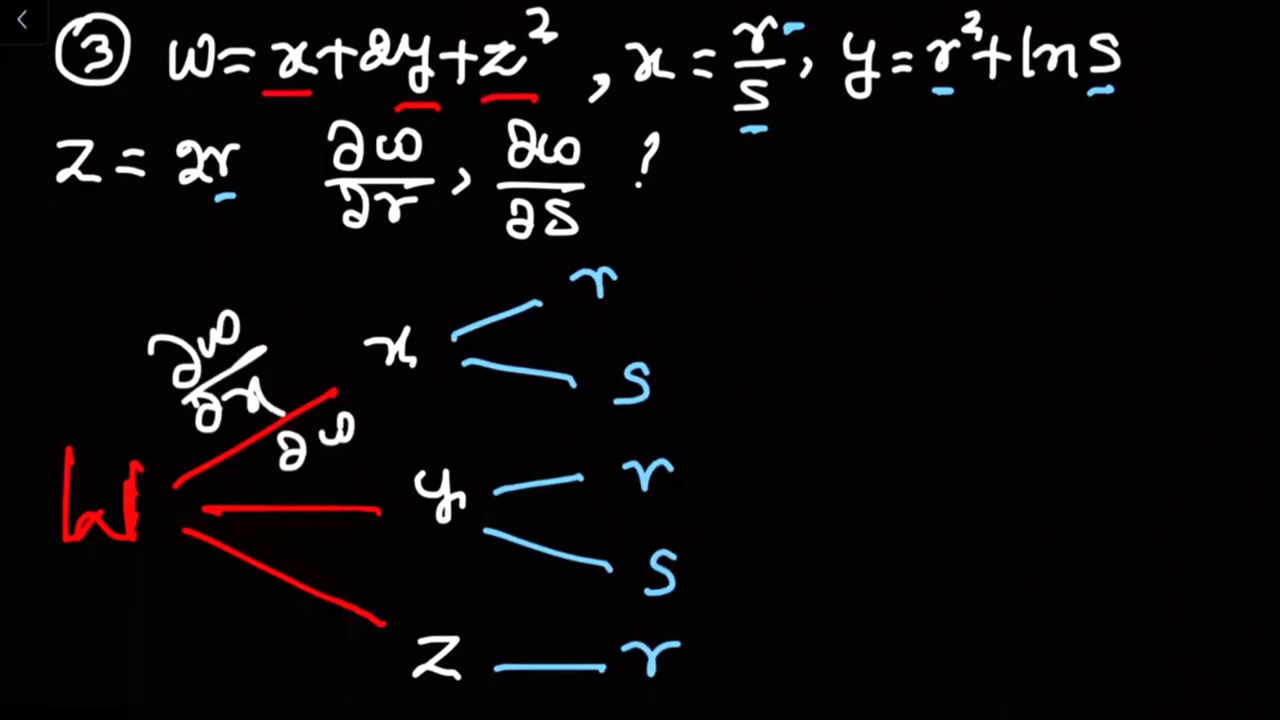 ③ w = x + 2y + z², x = r/s, y = r² + ln s
z = 2r ∂w/∂r, ∂w/∂s ?
r
∂w/∂x x
s
∂w
W y r
s
z r